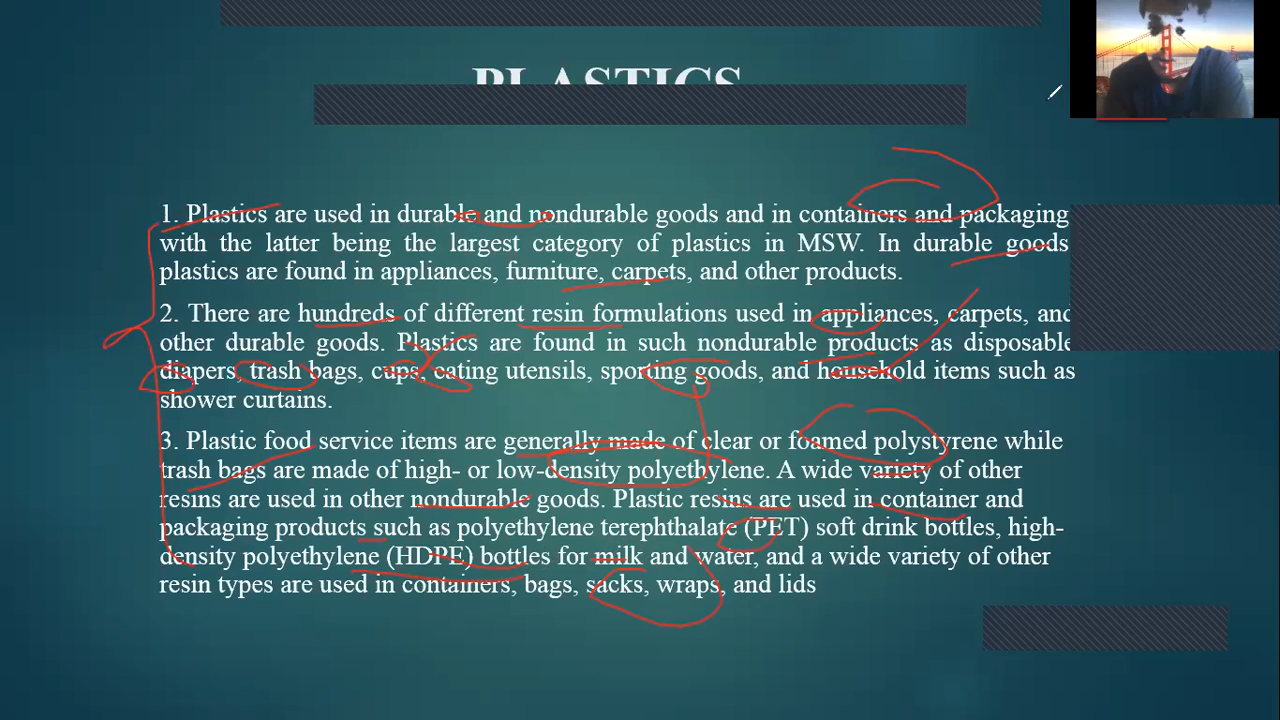 PLASTICS
1. Plastics are used in durable and nondurable goods and in containers and packaging
with the latter being the largest category of plastics in MSW. In durable goods
plastics are found in appliances, furniture, carpets, and other products.
2. There are hundreds of different resin formulations used in appliances, carpets, and
other durable goods. Plastics are found in such nondurable products as disposable
diapers, trash bags, cups, eating utensils, sporting goods, and household items such as
shower curtains.
3. Plastic food service items are generally made of clear or foamed polystyrene while
trash bags are made of high- or low-density polyethylene. A wide variety of other
resins are used in other nondurable goods. Plastic resins are used in container and
packaging products such as polyethylene terephthalate (PET) soft drink bottles, high-
density polyethylene (HDPE) bottles for milk and water, and a wide variety of other
resin types are used in containers, bags, sacks, wraps, and lids